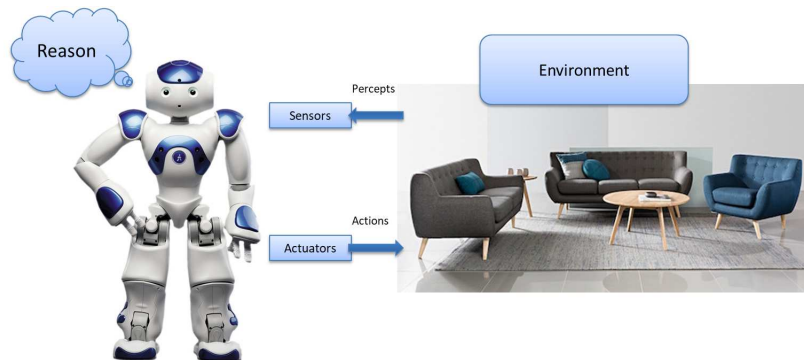 Reason
Environment
Percepts
Sensors
Actions
Actuators